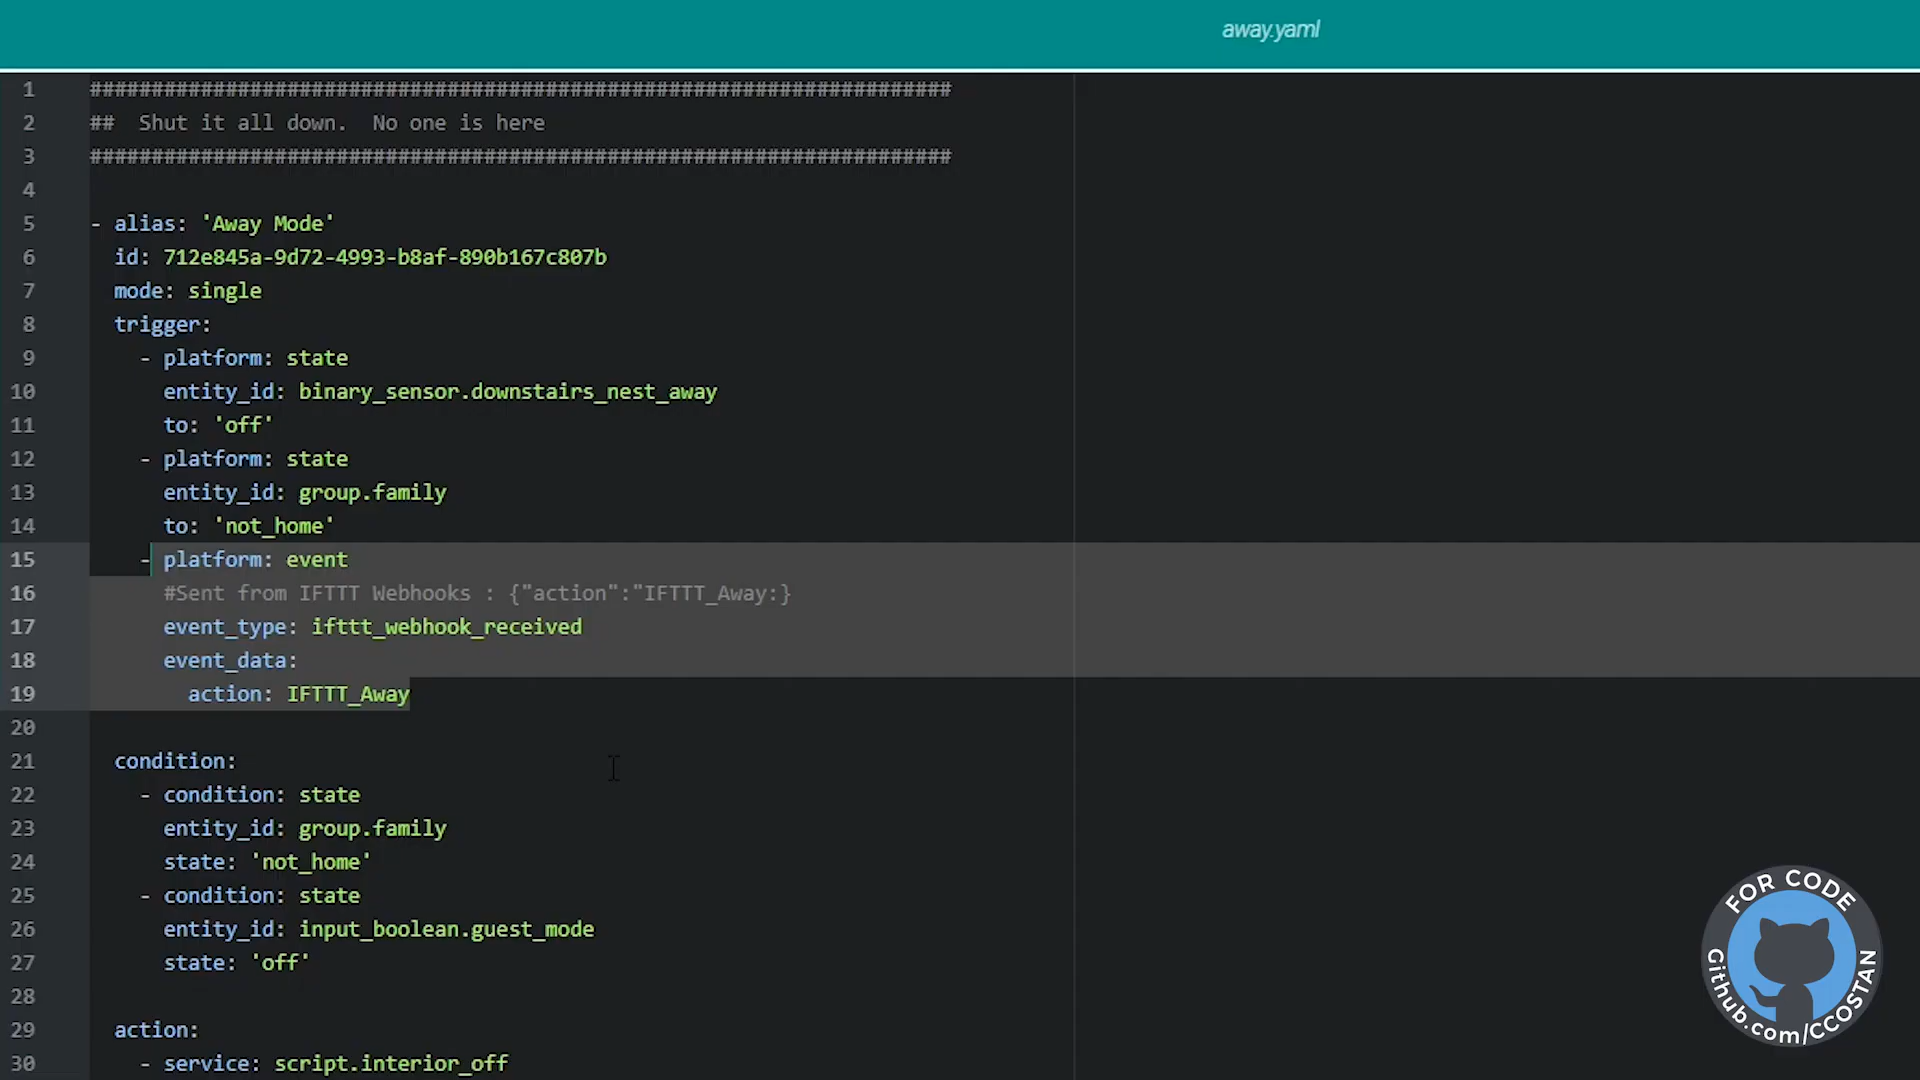 away.yaml
1 ######################################################################
2 ##  Shut it all down.  No one is here
3 ######################################################################
4
5 - alias: 'Away Mode'
6   id: 712e845a-9d72-4993-b8af-890b167c807b
7   mode: single
8   trigger:
9     - platform: state
10       entity_id: binary_sensor.downstairs_nest_away
11       to: 'off'
12     - platform: state
13       entity_id: group.family
14       to: 'not_home'
15     - platform: event
16       #Sent from IFTTT Webhooks : {"action":"IFTTT_Away:}
17       event_type: ifttt_webhook_received
18       event_data:
19         action: IFTTT_Away
20
21   condition:
22     - condition: state
23       entity_id: group.family
24       state: 'not_home'
25     - condition: state
26       entity_id: input_boolean.guest_mode
27       state: 'off'
28
29   action:
30     - service: script.interior_off
FOR CODE
Github.com/CCOSTAN